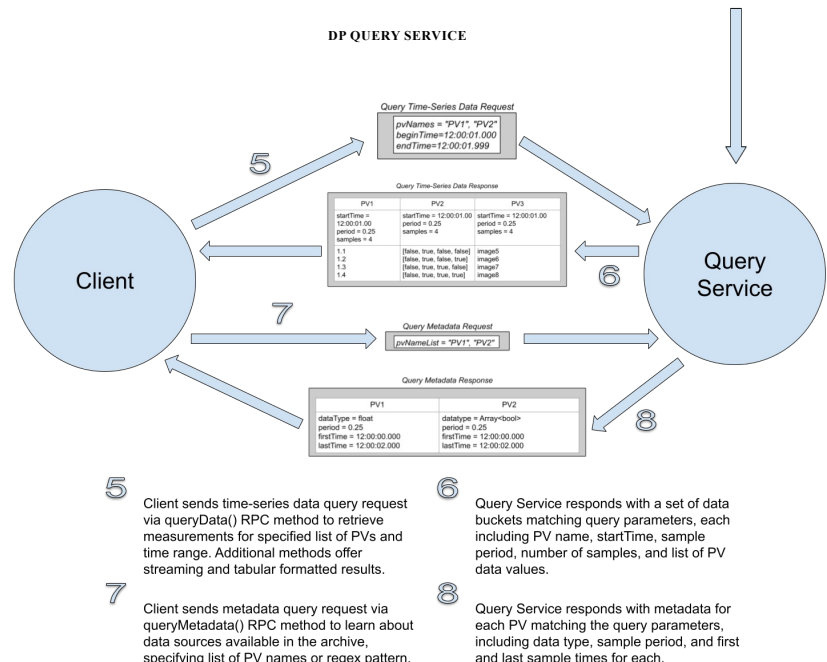 DP QUERY SERVICE
Query Time-Series Data Request
pvNames = "PV1", "PV2"
beginTime=12:00:01.000
endTime=12:00:01.999
5
Query Time-Series Data Response
PV1 PV2 PV3
startTime = 12:00:01.00 period = 0.25 samples = 4
startTime = 12:00:01.00 period = 0.25 samples = 4
startTime = 12:00:01.00 period = 0.25 samples = 4
1.1 [false, true, false, false] image5
1.2 [false, true, false, true] image6
1.3 [false, true, true, false] image7
1.4 [false, true, true, true] image8
6
Client
Query
Service
7
Query Metadata Request
pvNameList = "PV1", "PV2"
Query Metadata Response
PV1 PV2
dataType = float datatype = Array<bool>
period = 0.25 period = 0.25
firstTime = 12:00:00.000 firstTime = 12:00:00.000
lastTime = 12:00:02.000 lastTime = 12:00:02.000
8
5
Client sends time-series data query request
via queryData() RPC method to retrieve
measurements for specified list of PVs and
time range. Additional methods offer
streaming and tabular formatted results.
6
Query Service responds with a set of data
buckets matching query parameters, each
including PV name, startTime, sample
period, number of samples, and list of PV
data values.
7
Client sends metadata query request via
queryMetadata() RPC method to learn about
data sources available in the archive,
specifying list of PV names or regex pattern.
8
Query Service responds with metadata for
each PV matching the query parameters,
including data type, sample period, and first
and last sample times for each.